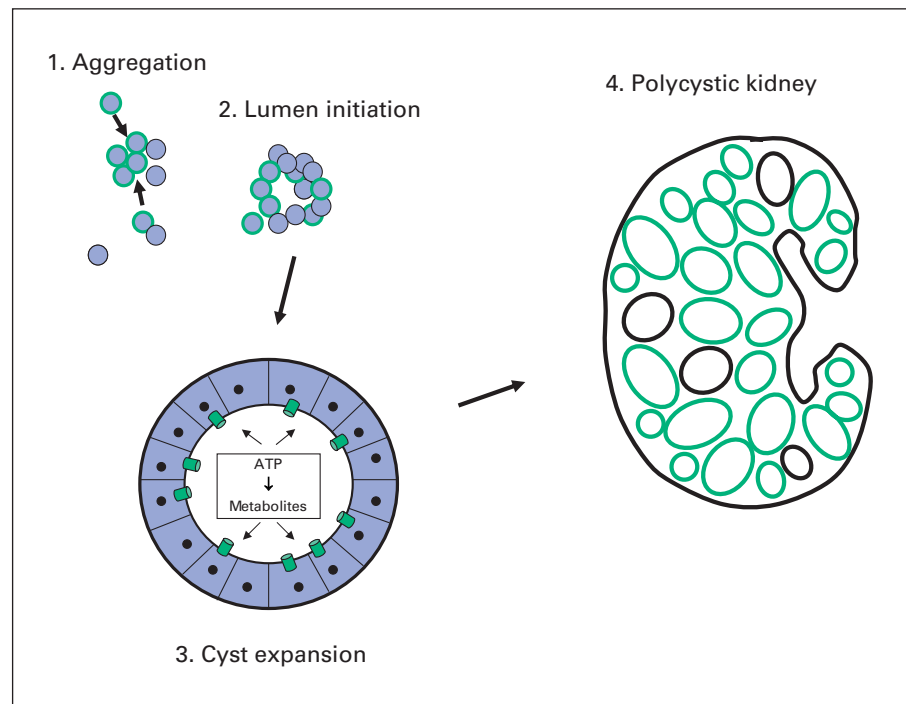 1. Aggregation
2. Lumen initiation
4. Polycystic kidney
ATP
Metabolites
3. Cyst expansion